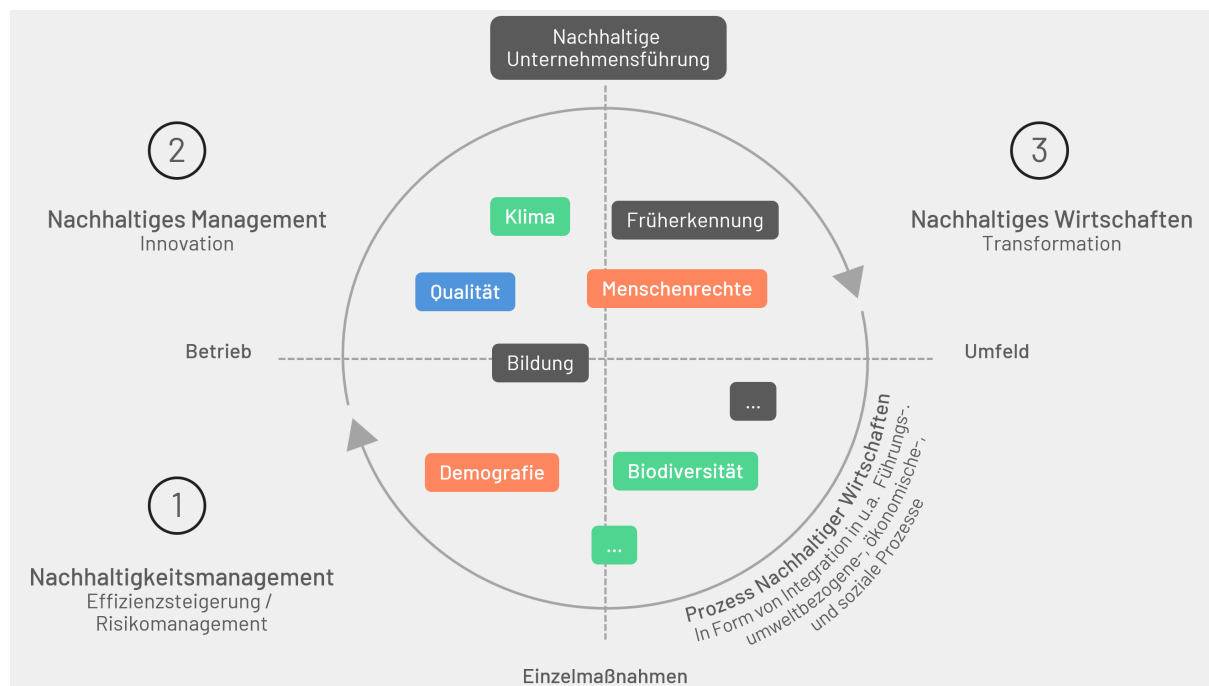 Nachhaltige
Unternehmensführung
2
3
Nachhaltiges Management
Innovation
Klima
Früherkennung
Nachhaltiges Wirtschaften
Transformation
Qualität
Menschenrechte
Betrieb
Bildung
Umfeld
...
Demografie
Biodiversität
1
...
Nachhaltigkeitsmanagement
Effizienzsteigerung /
Risikomanagement
Prozess Nachhaltiger Wirtschaften
In Form von Integration in u.a. Führungs-.
umweltbezogene-, ökonomische-,
und soziale Prozesse
Einzelmaßnahmen